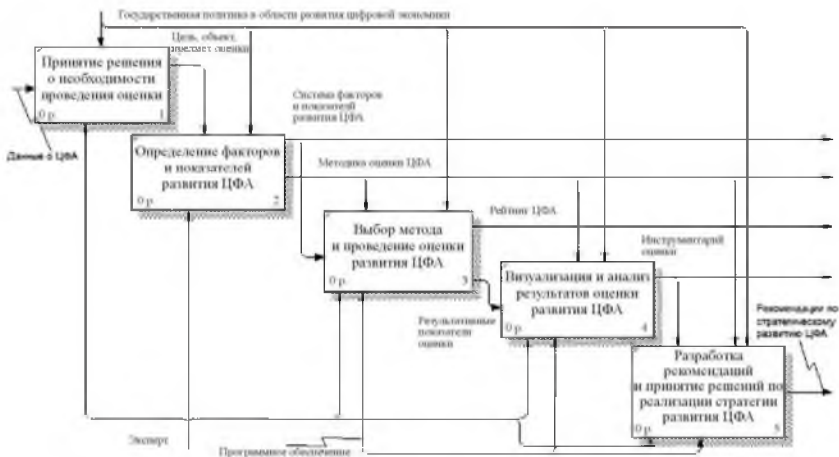 Государственная политика в области развития цифровой экономики
Цель, объект,
предмет оценки
Принятие решения
о необходимости
проведения оценки
0 р.
1
Данные о ЦФА
Система факторов
и показателей
развития ЦФА
Определение факторов
и показателей
развития ЦФА
0 р.
2
Методика оценки ЦФА
Выбор метода
и проведение оценки
развития ЦФА
0 р.
3
Рейтинг ЦФА
Инструментарий
оценки
Визуализация и анализ
результатов оценки
развития ЦФА
0 р.
4
Результативные
показатели
оценки
Рекомендации по
стратегическому
развитию ЦФА
Разработка
рекомендаций
и принятие решений по
реализации стратегии
развития ЦФА
0 р.
5
Эксперт
Программное обеспечение